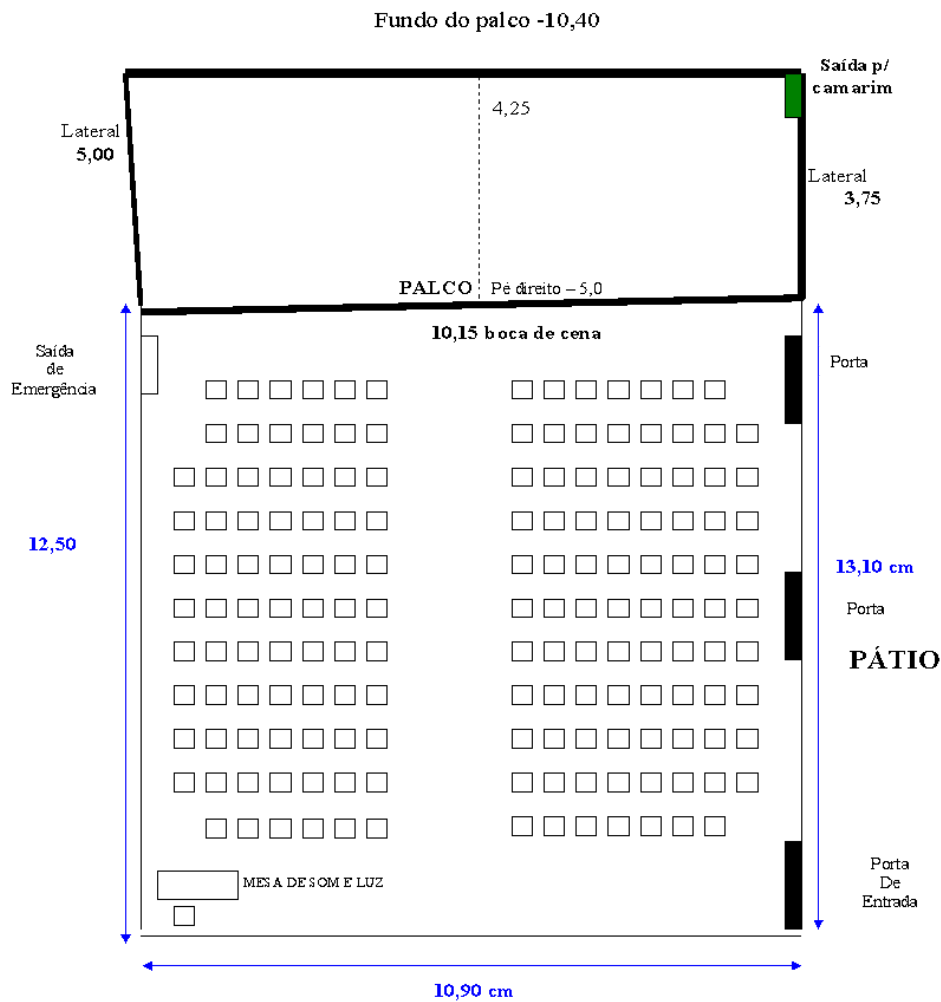 Fundo do palco -10,40
Saída p/
camarim
4,25
Lateral
5,00
Lateral
3,75
PALCO
Pé direito – 5,0
10,15 boca de cena
Saída
de
Emergência
Porta
12,50
13,10 cm
Porta
PÁTIO
Porta
De
Entrada
MESA DE SOM E LUZ
10,90 cm